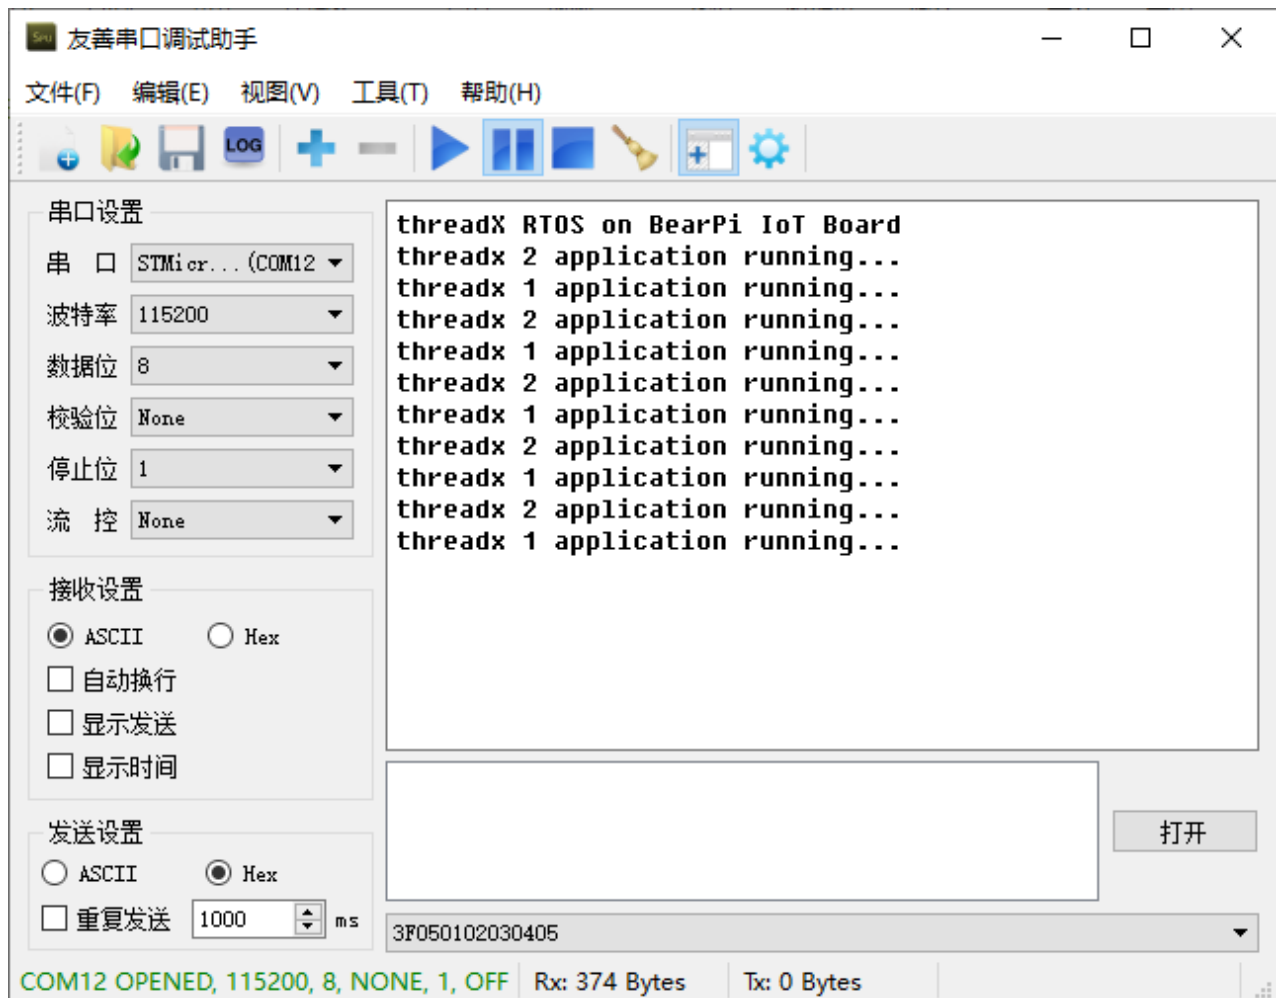 友善串口调试助手
文件(F) 编辑(E) 视图(V) 工具(T) 帮助(H)
LOG
串口设置
串 口 STMicr...(COM12
波特率 115200
数据位 8
校验位 None
停止位 1
流 控 None
接收设置
ASCII Hex
自动换行
显示发送
显示时间
发送设置
ASCII Hex
重复发送 1000 ms
threadX RTOS on BearPi IoT Board
threadx 2 application running...
threadx 1 application running...
threadx 2 application running...
threadx 1 application running...
threadx 2 application running...
threadx 1 application running...
threadx 2 application running...
threadx 1 application running...
threadx 2 application running...
threadx 1 application running...
打开
3F050102030405
COM12 OPENED, 115200, 8, NONE, 1, OFF Rx: 374 Bytes Tx: 0 Bytes